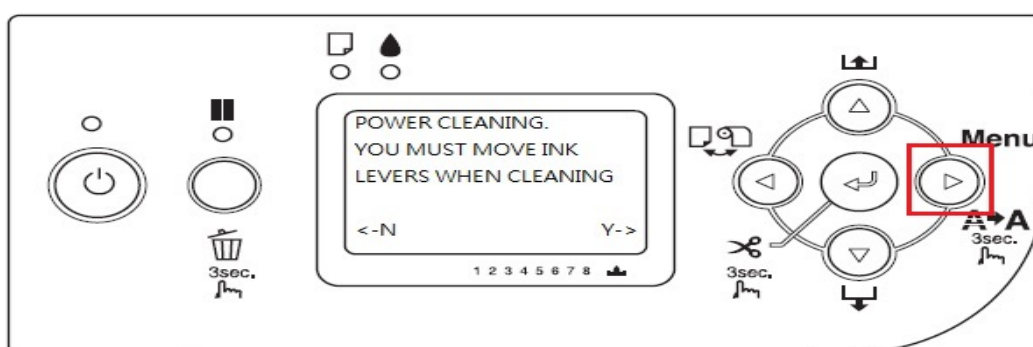 POWER CLEANING.
YOU MUST MOVE INK
LEVERS WHEN CLEANING
<-N Y->
1 2 3 4 5 6 7 8
3sec.
3sec.
Menu
A→A
3sec.